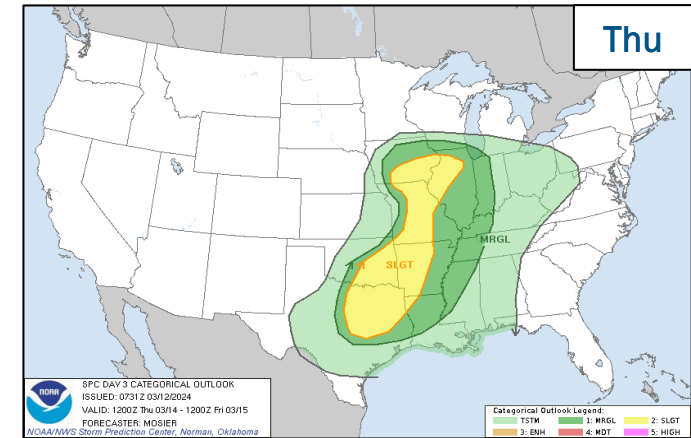 Thu
MRGL
SLGT
NOAA
SPC DAY 3 CATEGORICAL OUTLOOK
ISSUED: 0731Z 03/12/2024
VALID: 1200Z Thu 03/14 - 1200Z Fri 03/15
FORECASTER: MOSIER
NOAA/NWS Storm Prediction Center, Norman, Oklahoma
Categorical Outlook Legend:
TSTM 1: MRGL 2: SLGT
3: ENH 4: MDT 5: HIGH